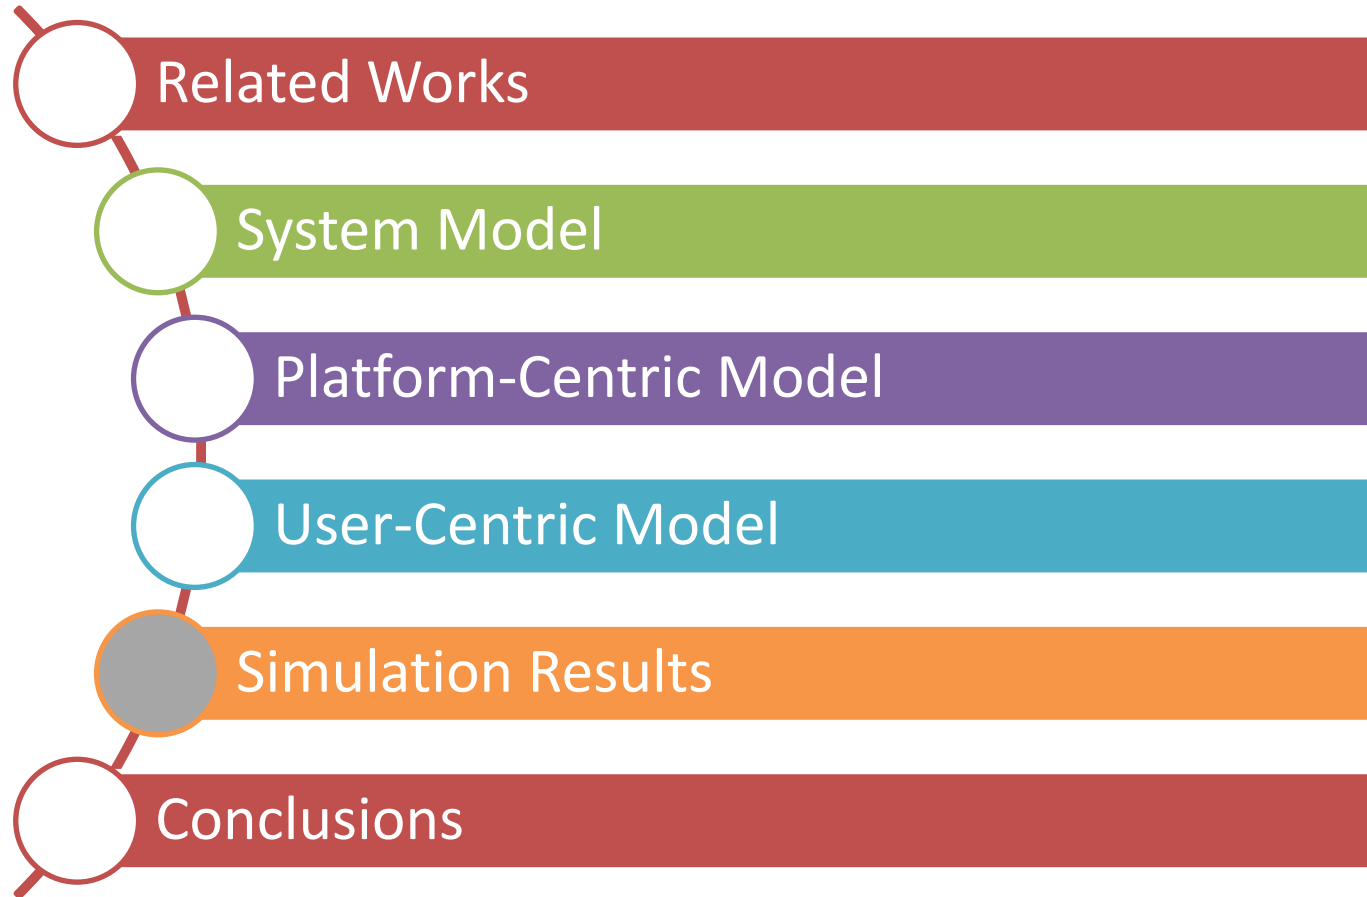 Related Works
System Model
Platform-Centric Model
User-Centric Model
Simulation Results
Conclusions